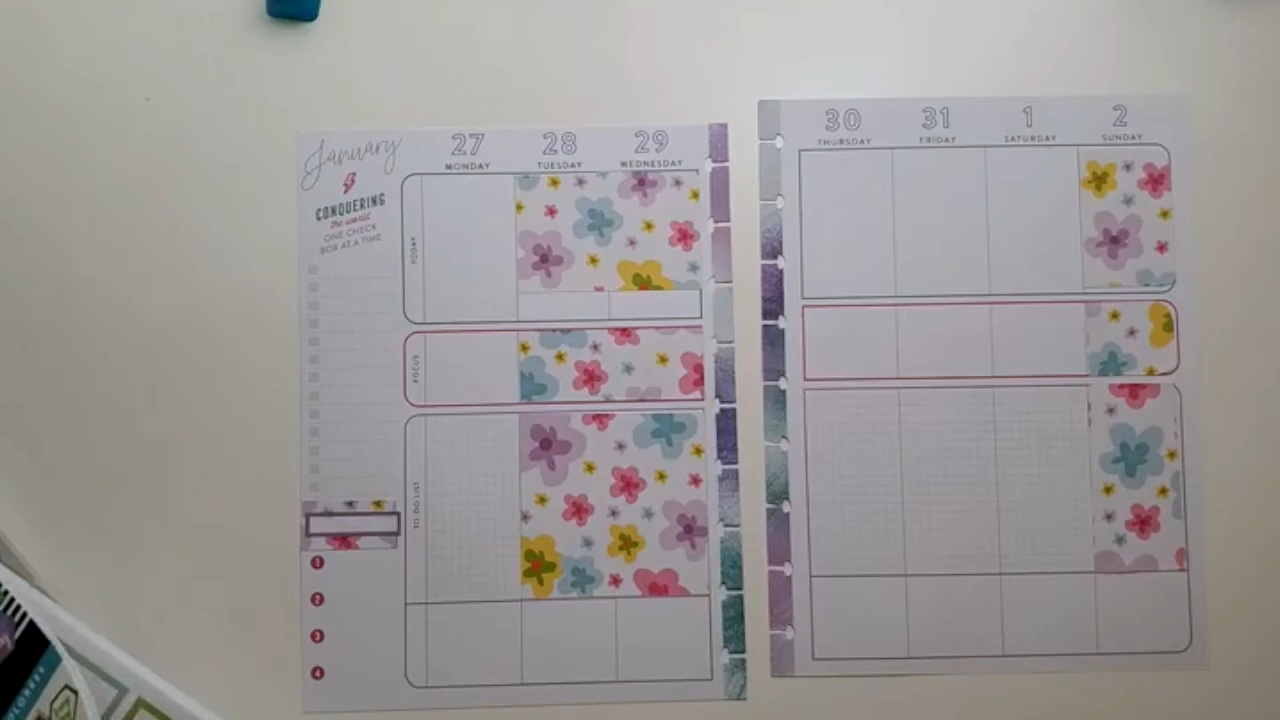 January
CONQUERING
the world
ONE CHECK
BOX AT A TIME
27 28 29
MONDAY TUESDAY WEDNESDAY
TODAY
FOCUS
TO-DO LIST
1
2
3
4
30 31 1 2
THURSDAY FRIDAY SATURDAY SUNDAY